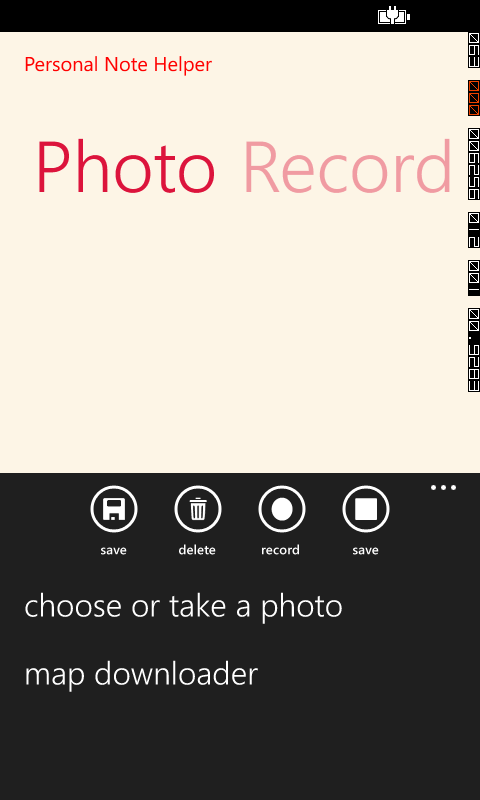 Personal Note Helper
Photo Record
save delete record save
choose or take a photo
map downloader